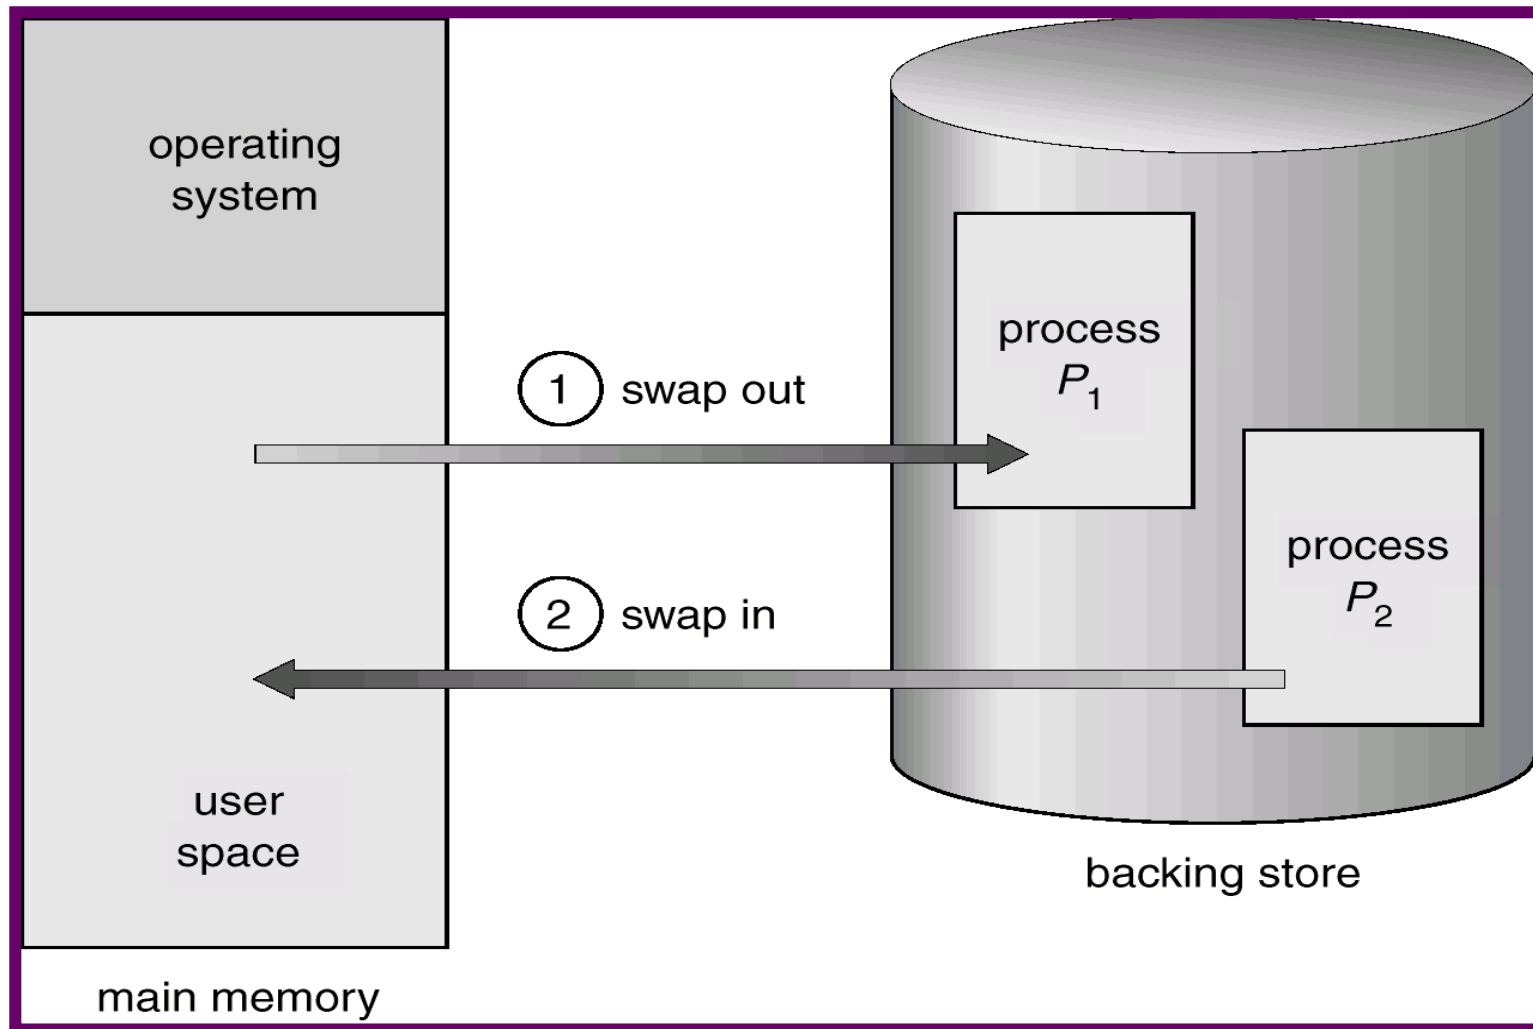 operating
system
1 swap out
process
P1
process
P2
2 swap in
user
space
backing store
main memory